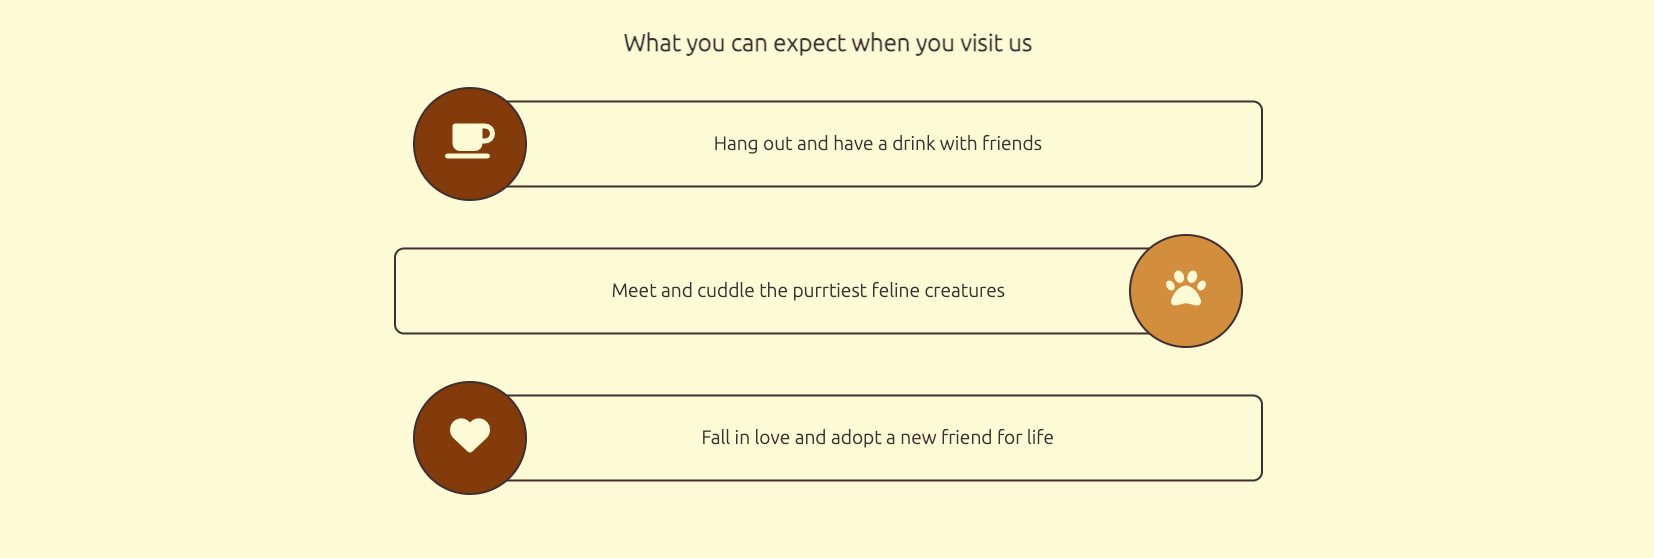 What you can expect when you visit us
Hang out and have a drink with friends
Meet and cuddle the purrtiest feline creatures
Fall in love and adopt a new friend for life